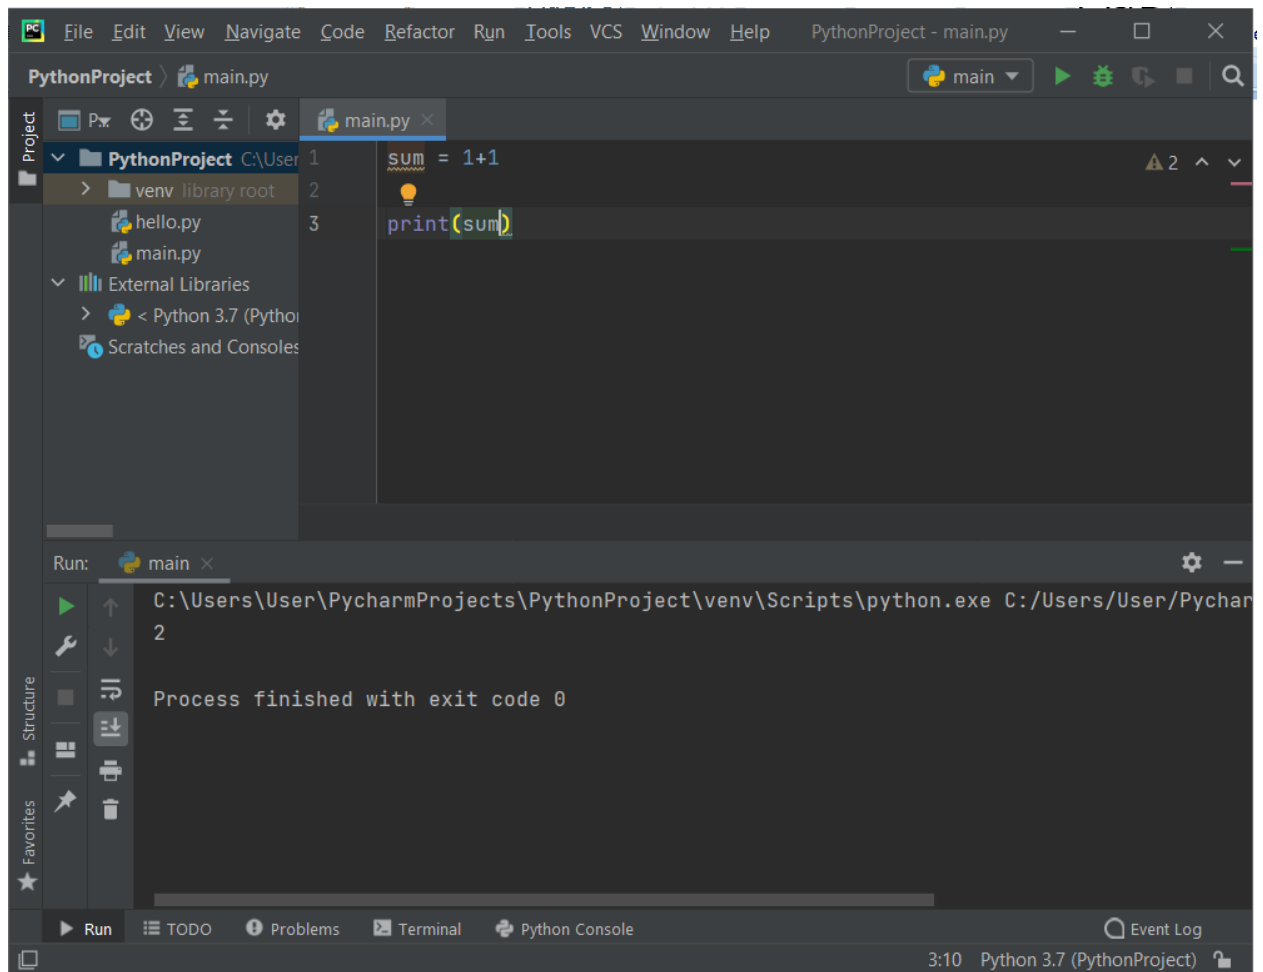 PC File Edit View Navigate Code Refactor Run Tools VCS Window Help PythonProject - main.py
PythonProject main.py main
Project P... main.py
PythonProject C:\User 1 sum = 1+1 2
venv library root 2
hello.py 3 print(sum)
main.py
External Libraries
< Python 3.7 (Pytho
Scratches and Consoles
Run: main
C:\Users\User\PycharmProjects\PythonProject\venv\Scripts\python.exe C:/Users/User/Pychar
2
Process finished with exit code 0
Structure
Favorites
Run TODO Problems Terminal Python Console Event Log
3:10 Python 3.7 (PythonProject)